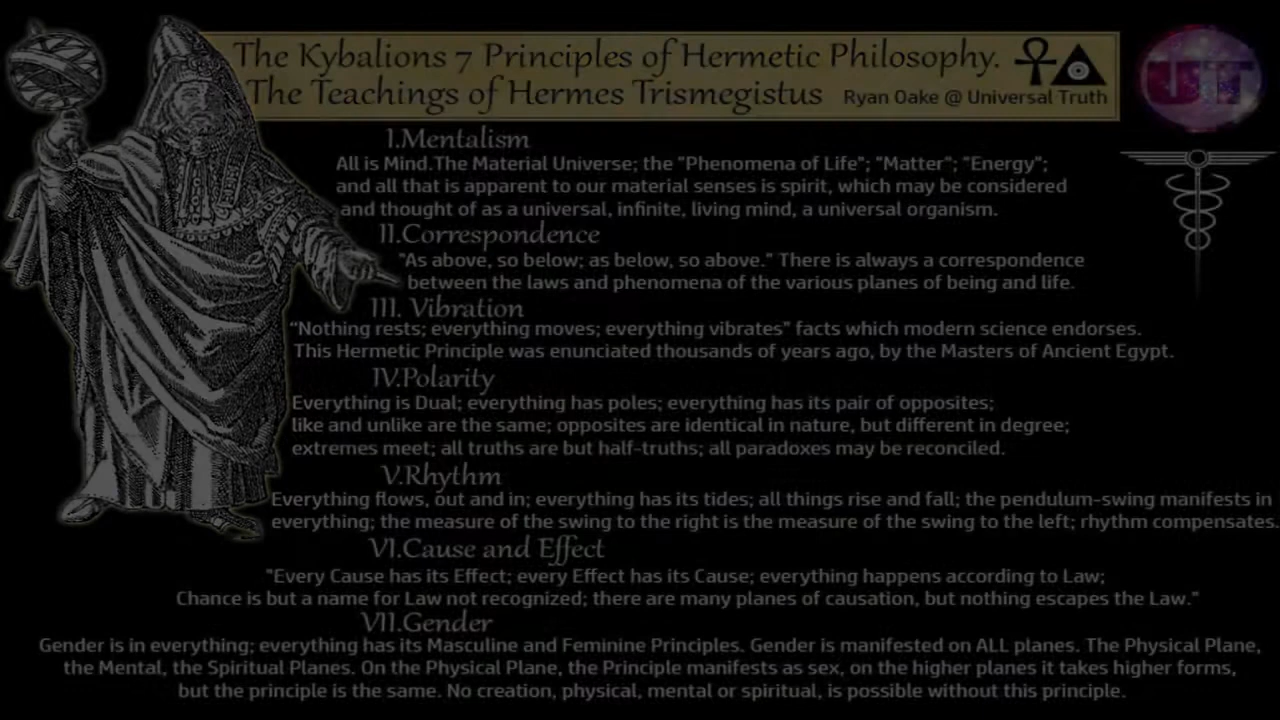 The Kybalions 7 Principles of Hermetic Philosophy.
The Teachings of Hermes Trismegistus Ryan Oake @ Universal Truth
UT
I.Mentalism
All is Mind.The Material Universe; the "Phenomena of Life"; "Matter"; "Energy";
and all that is apparent to our material senses is spirit, which may be considered
and thought of as a universal, infinite, living mind, a universal organism.
II.Correspondence
"As above, so below; as below, so above." There is always a correspondence
between the laws and phenomena of the various planes of being and life.
III. Vibration
"Nothing rests; everything moves; everything vibrates" facts which modern science endorses.
This Hermetic Principle was enunciated thousands of years ago, by the Masters of Ancient Egypt.
IV.Polarity
Everything is Dual; everything has poles; everything has its pair of opposites;
like and unlike are the same; opposites are identical in nature, but different in degree;
extremes meet; all truths are but half-truths; all paradoxes may be reconciled.
V.Rhythm
Everything flows, out and in; everything has its tides; all things rise and fall; the pendulum-swing manifests in
everything; the measure of the swing to the right is the measure of the swing to the left; rhythm compensates.
VI.Cause and Effect
"Every Cause has its Effect; every Effect has its Cause; everything happens according to Law;
Chance is but a name for Law not recognized; there are many planes of causation, but nothing escapes the Law."
VII.Gender
Gender is in everything; everything has its Masculine and Feminine Principles. Gender is manifested on ALL planes. The Physical Plane,
the Mental, the Spiritual Planes. On the Physical Plane, the Principle manifests as sex, on the higher planes it takes higher forms,
but the principle is the same. No creation, physical, mental or spiritual, is possible without this principle.